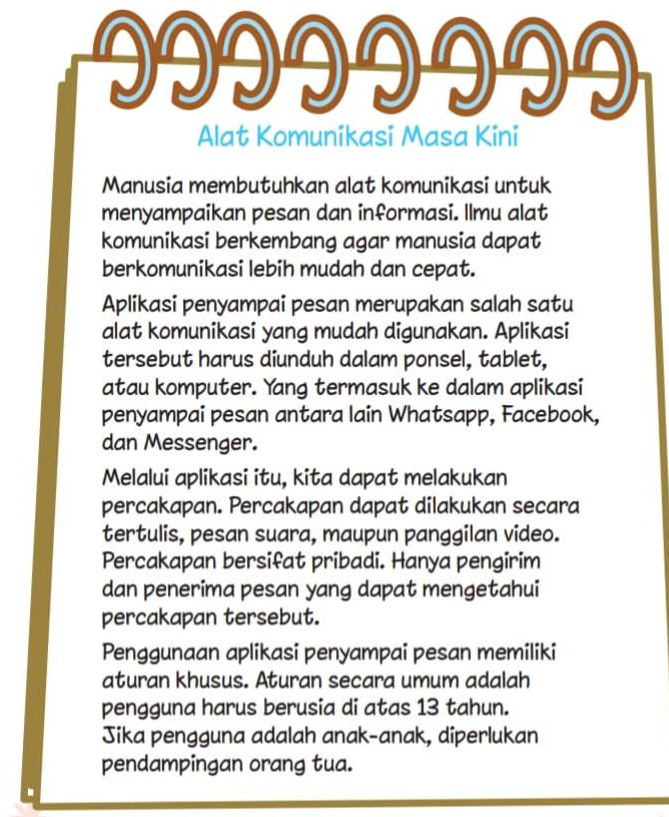 Alat Komunikasi Masa Kini
Manusia membutuhkan alat komunikasi untuk
menyampaikan pesan dan informasi. Ilmu alat
komunikasi berkembang agar manusia dapat
berkomunikasi lebih mudah dan cepat.
Aplikasi penyampai pesan merupakan salah satu
alat komunikasi yang mudah digunakan. Aplikasi
tersebut harus diunduh dalam ponsel, tablet,
atau komputer. Yang termasuk ke dalam aplikasi
penyampai pesan antara lain Whatsapp, Facebook,
dan Messenger.
Melalui aplikasi itu, kita dapat melakukan
percakapan. Percakapan dapat dilakukan secara
tertulis, pesan suara, maupun panggilan video.
Percakapan bersifat pribadi. Hanya pengirim
dan penerima pesan yang dapat mengetahui
percakapan tersebut.
Penggunaan aplikasi penyampai pesan memiliki
aturan khusus. Aturan secara umum adalah
pengguna harus berusia di atas 13 tahun.
Jika pengguna adalah anak-anak, diperlukan
pendampingan orang tua.